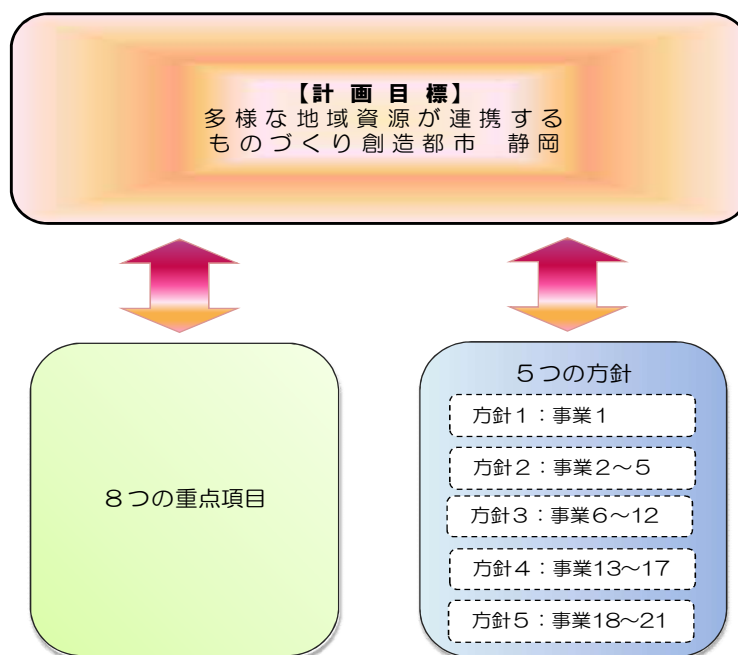 【計画目標】
多様な地域資源が連携する
ものづくり創造都市　静岡
８つの重点項目
５つの方針
方針１：事業１
方針２：事業２～５
方針３：事業６～12
方針４：事業13～17
方針５：事業18～21